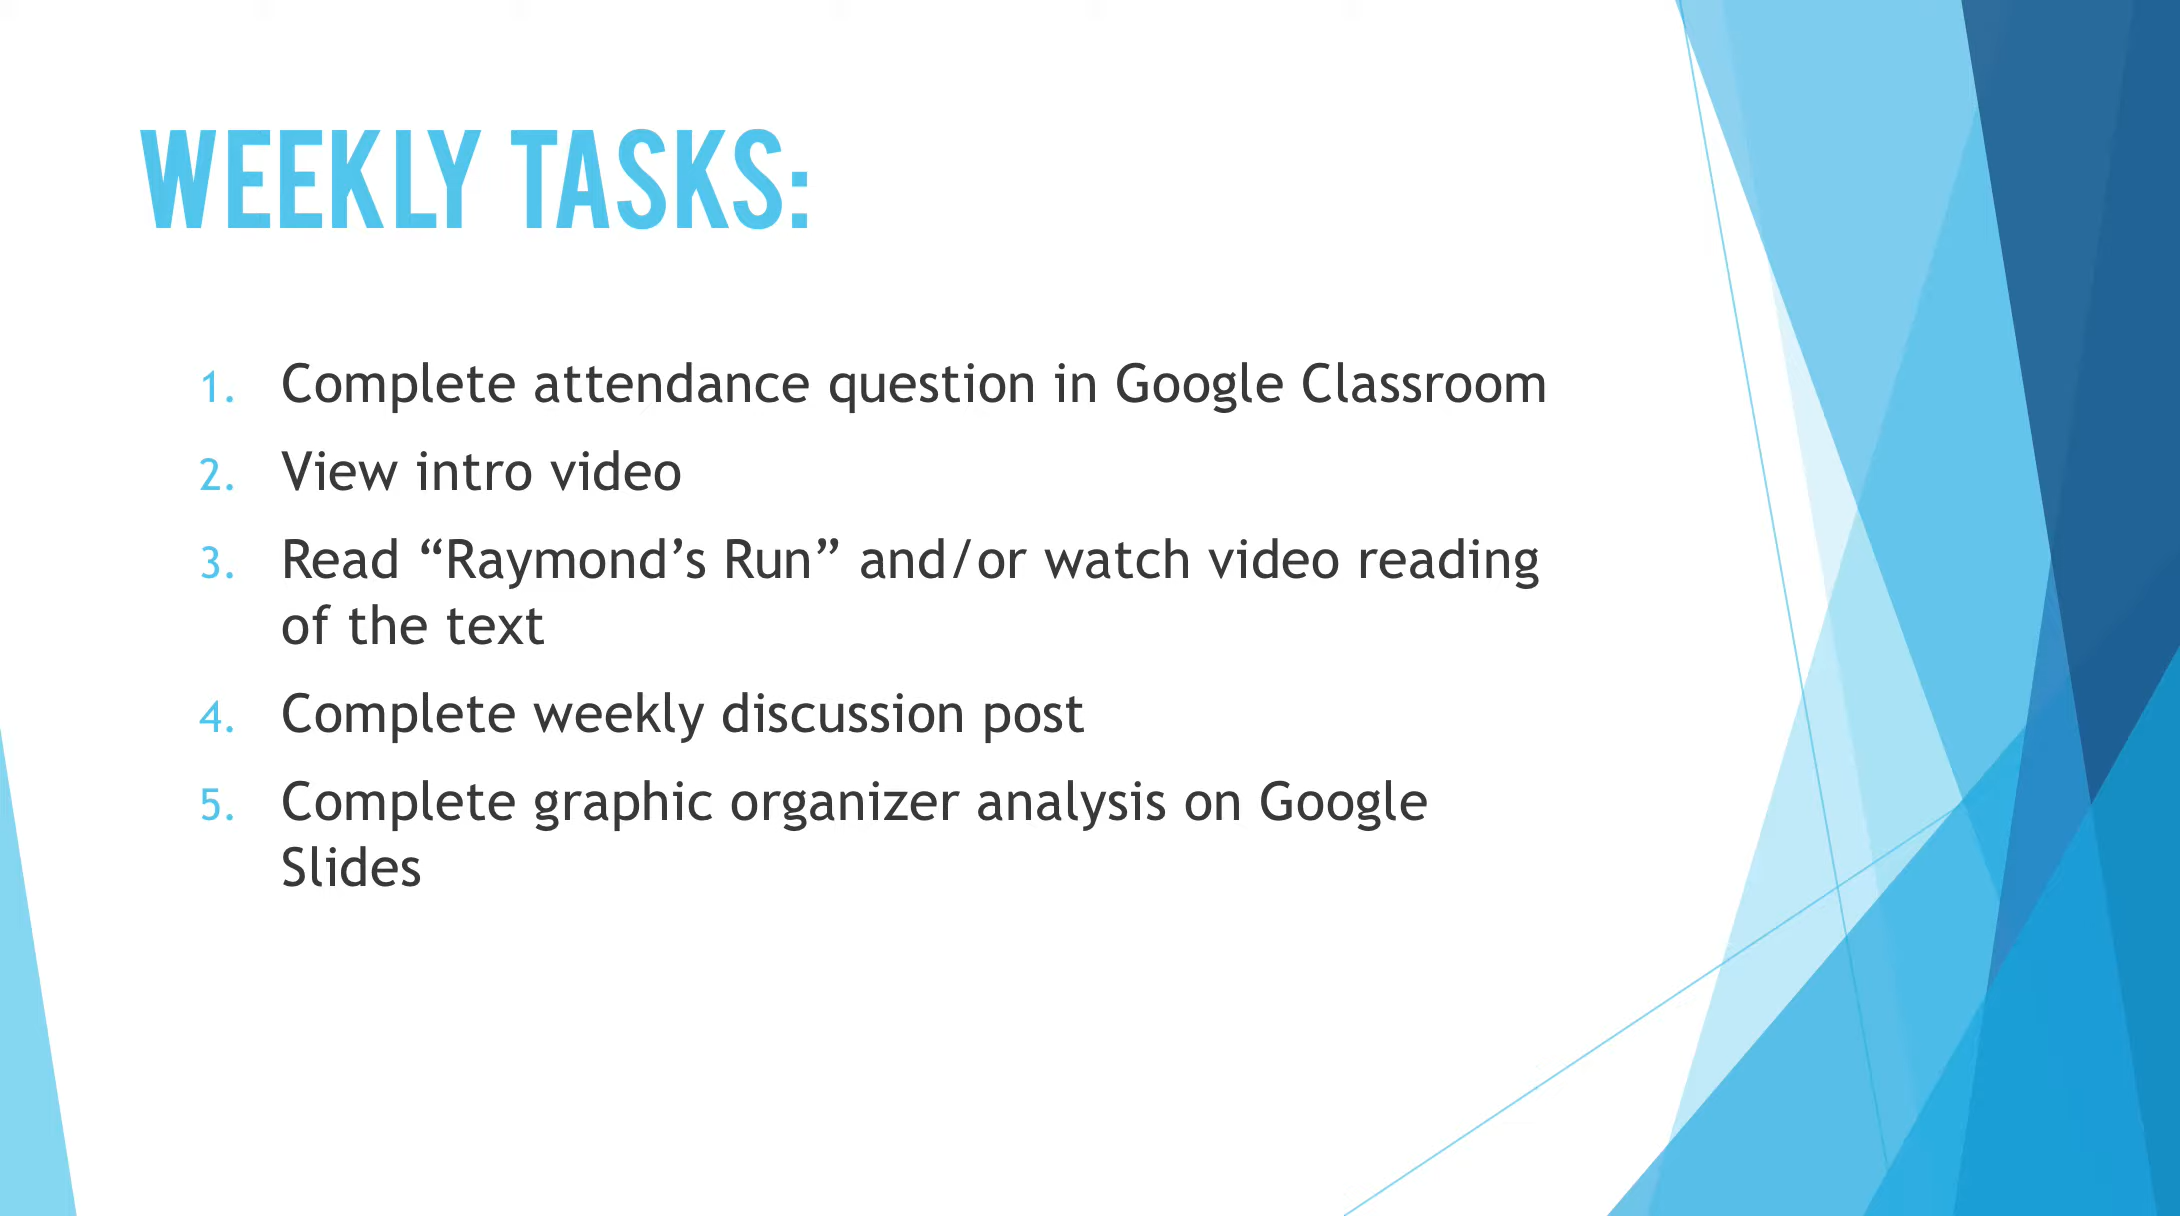 WEEKLY TASKS:
1. Complete attendance question in Google Classroom
2. View intro video
3. Read “Raymond’s Run” and/or watch video reading
of the text
4. Complete weekly discussion post
5. Complete graphic organizer analysis on Google
Slides